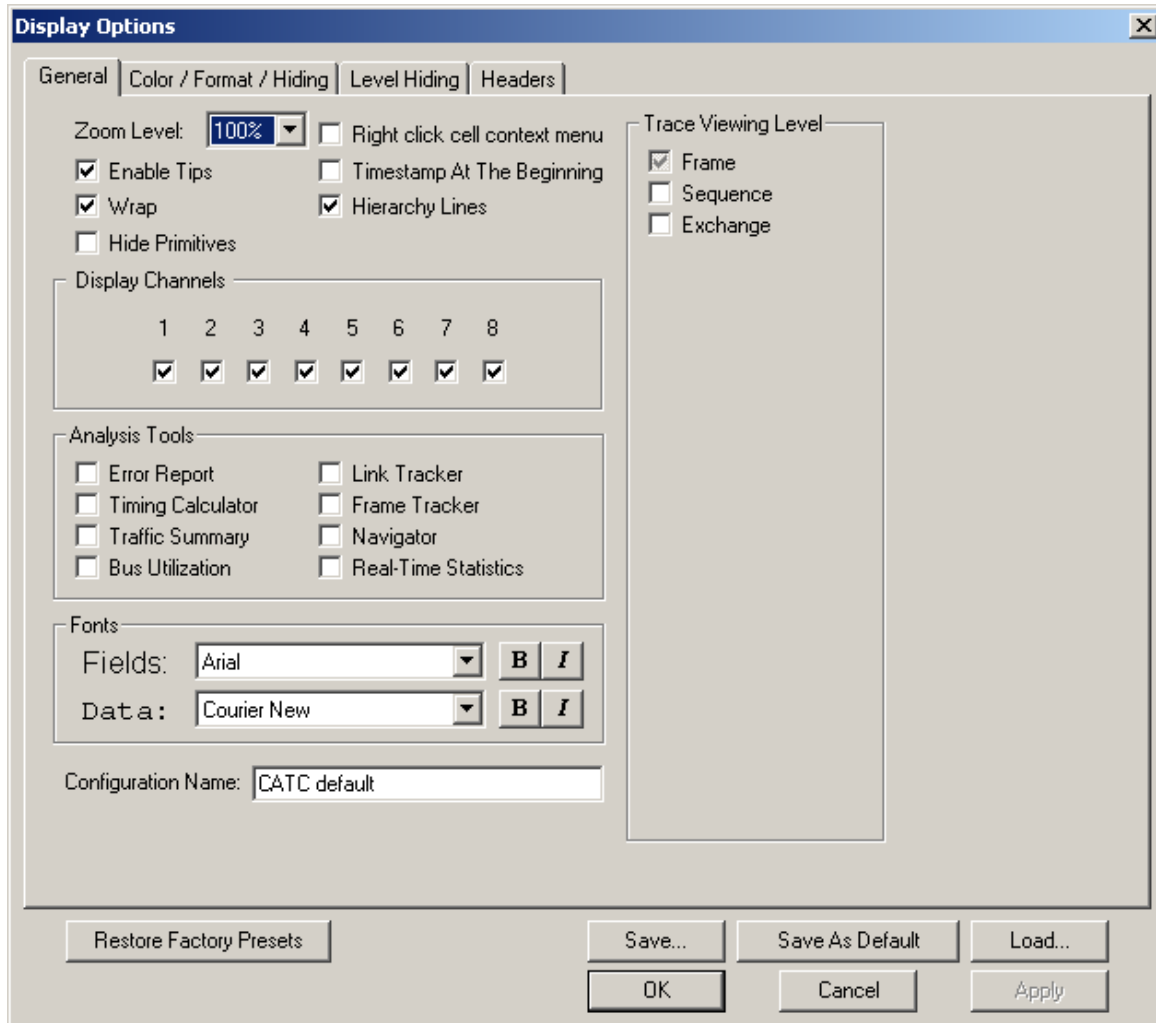 Display Options
General
Color / Format / Hiding
Level Hiding
Headers
Zoom Level: 100%
Right click cell context menu
Enable Tips
Timestamp At The Beginning
Wrap
Hierarchy Lines
Hide Primitives
Display Channels
1 2 3 4 5 6 7 8
Analysis Tools
Error Report
Link Tracker
Timing Calculator
Frame Tracker
Traffic Summary
Navigator
Bus Utilization
Real-Time Statistics
Fonts
Fields: Arial B I
Data: Courier New B I
Configuration Name: CATC default
Trace Viewing Level
Frame
Sequence
Exchange
Restore Factory Presets
Save...
Save As Default
Load...
OK
Cancel
Apply